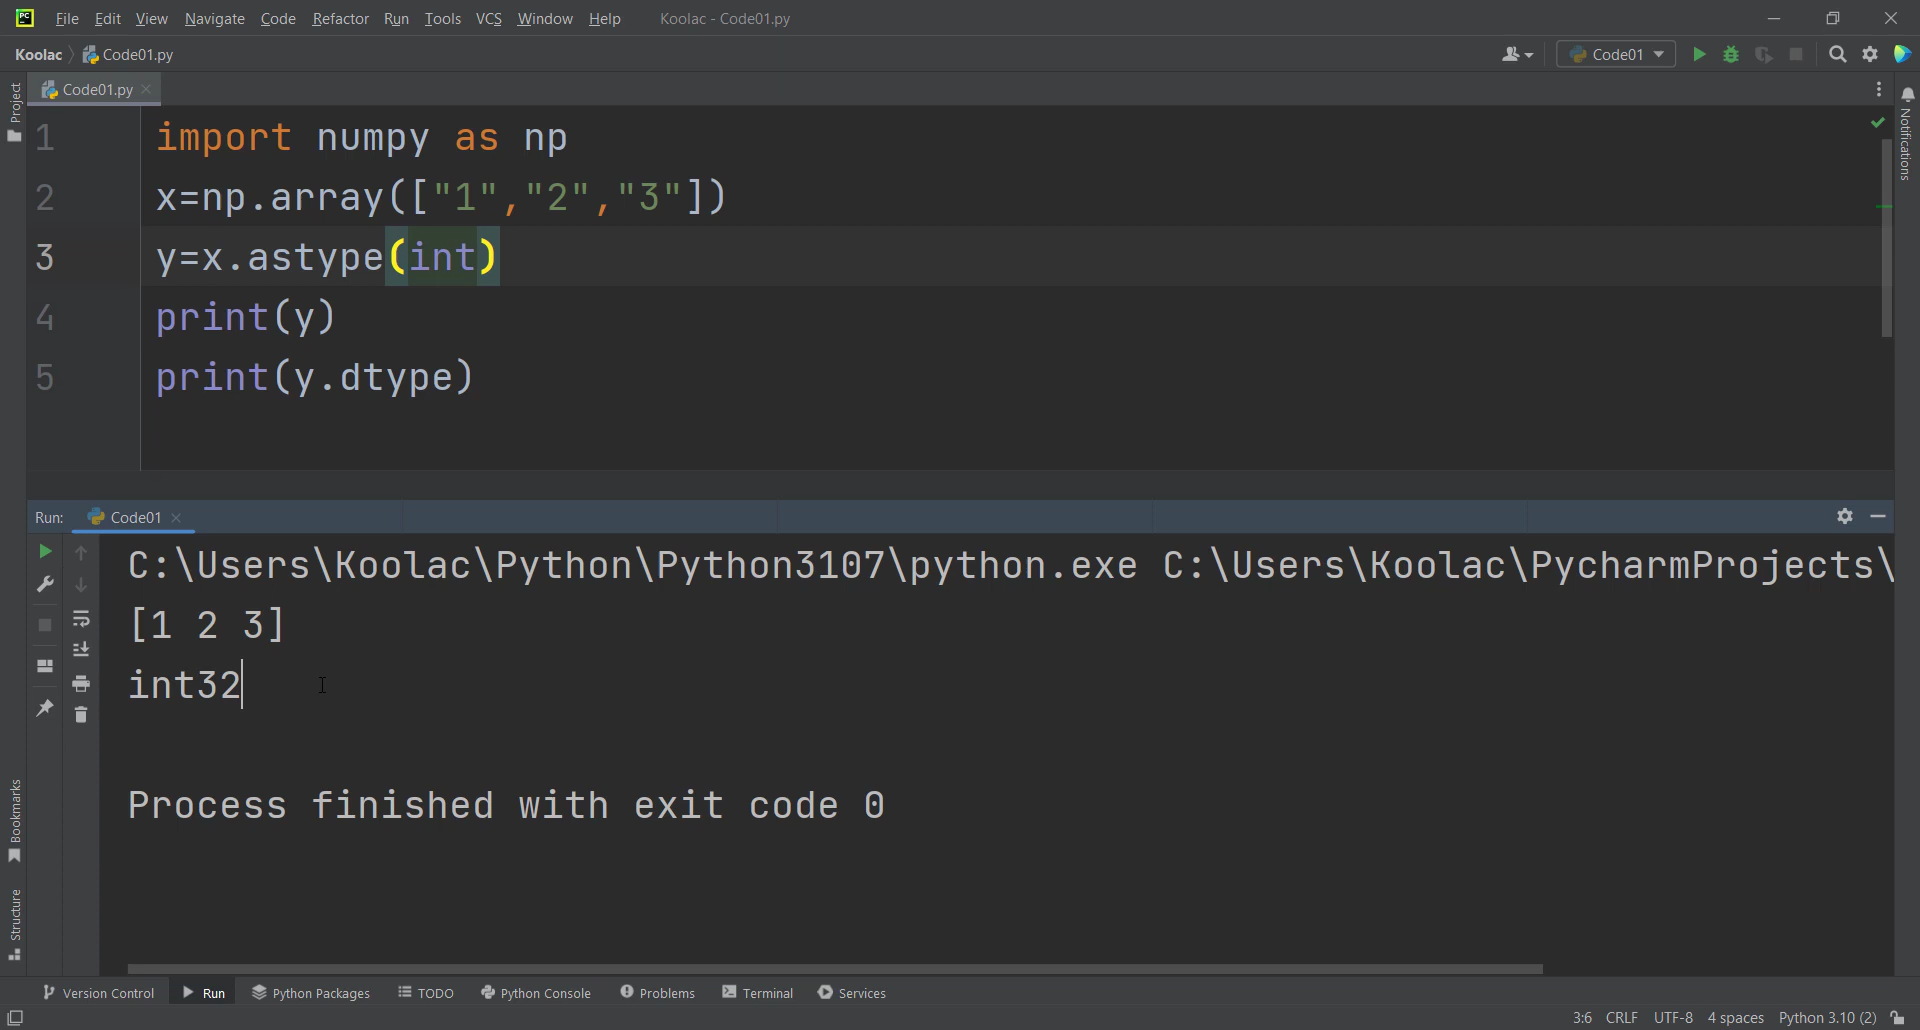 PC File Edit View Navigate Code Refactor Run Tools VCS Window Help Koolac - Code01.py
Koolac Code01.py Code01
Code01.py
Project
Notifications
1 import numpy as np
2 x=np.array(["1","2","3"])
3 y=x.astype(int)
4 print(y)
5 print(y.dtype)
Run: Code01
C:\Users\Koolac\Python\Python3107\python.exe C:\Users\Koolac\PycharmProjects\
[1 2 3]
int32
Process finished with exit code 0
Bookmarks
Structure
Version Control Run Python Packages TODO Python Console Problems Terminal Services
3:6 CRLF UTF-8 4 spaces Python 3.10 (2)